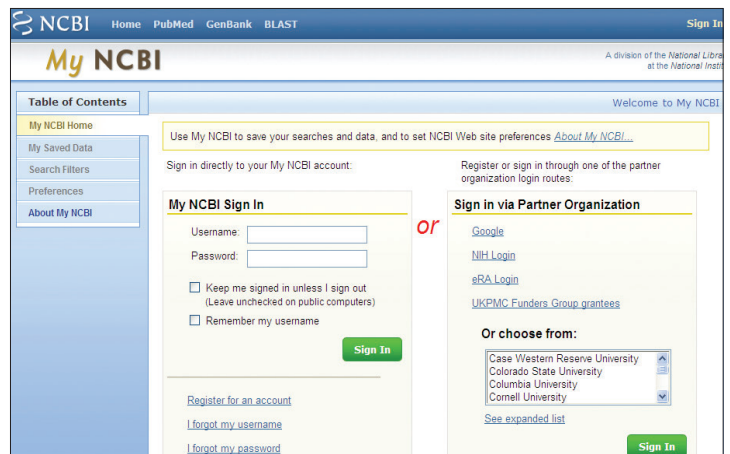 NCBI Home PubMed GenBank BLAST Sign In
My NCBI
A division of the National Libra
at the National Instit
Table of Contents
Welcome to My NCBI
My NCBI Home
My Saved Data
Search Filters
Preferences
About My NCBI
Use My NCBI to save your searches and data, and to set NCBI Web site preferences About My NCBI...
Sign in directly to your My NCBI account:
My NCBI Sign In
Username:
Password:
Keep me signed in unless I sign out
(Leave unchecked on public computers)
Remember my username
Sign In
Register for an account
I forgot my username
I forgot my password
or
Register or sign in through one of the partner
organization login routes:
Sign in via Partner Organization
Google
NIH Login
eRA Login
UKPMC Funders Group grantees
Or choose from:
Case Western Reserve University
Colorado State University
Columbia University
Cornell University
See expanded list
Sign In